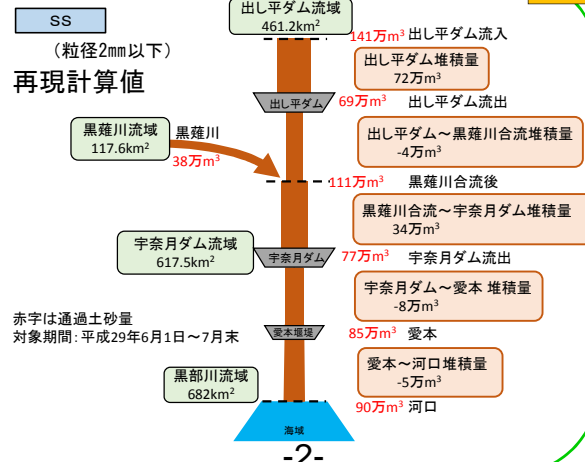 SS
（粒径2mm以下）
再現計算値
出し平ダム流域
461.2km²
141万m³ 出し平ダム流入
出し平ダム堆積量
72万m³
出し平ダム
69万m³ 出し平ダム流出
出し平ダム～黒薙川合流堆積量
-4万m³
黒薙川流域
117.6km²
黒薙川
38万m³
111万m³ 黒薙川合流後
黒薙川合流～宇奈月ダム堆積量
34万m³
宇奈月ダム流域
617.5km²
宇奈月ダム
77万m³ 宇奈月ダム流出
宇奈月ダム～愛本 堆積量
-8万m³
赤字は通過土砂量
対象期間：平成29年6月1日～7月末
愛本堰堤
85万m³ 愛本
愛本～河口堆積量
-5万m³
黒部川流域
682km²
90万m³ 河口
海域
-2-